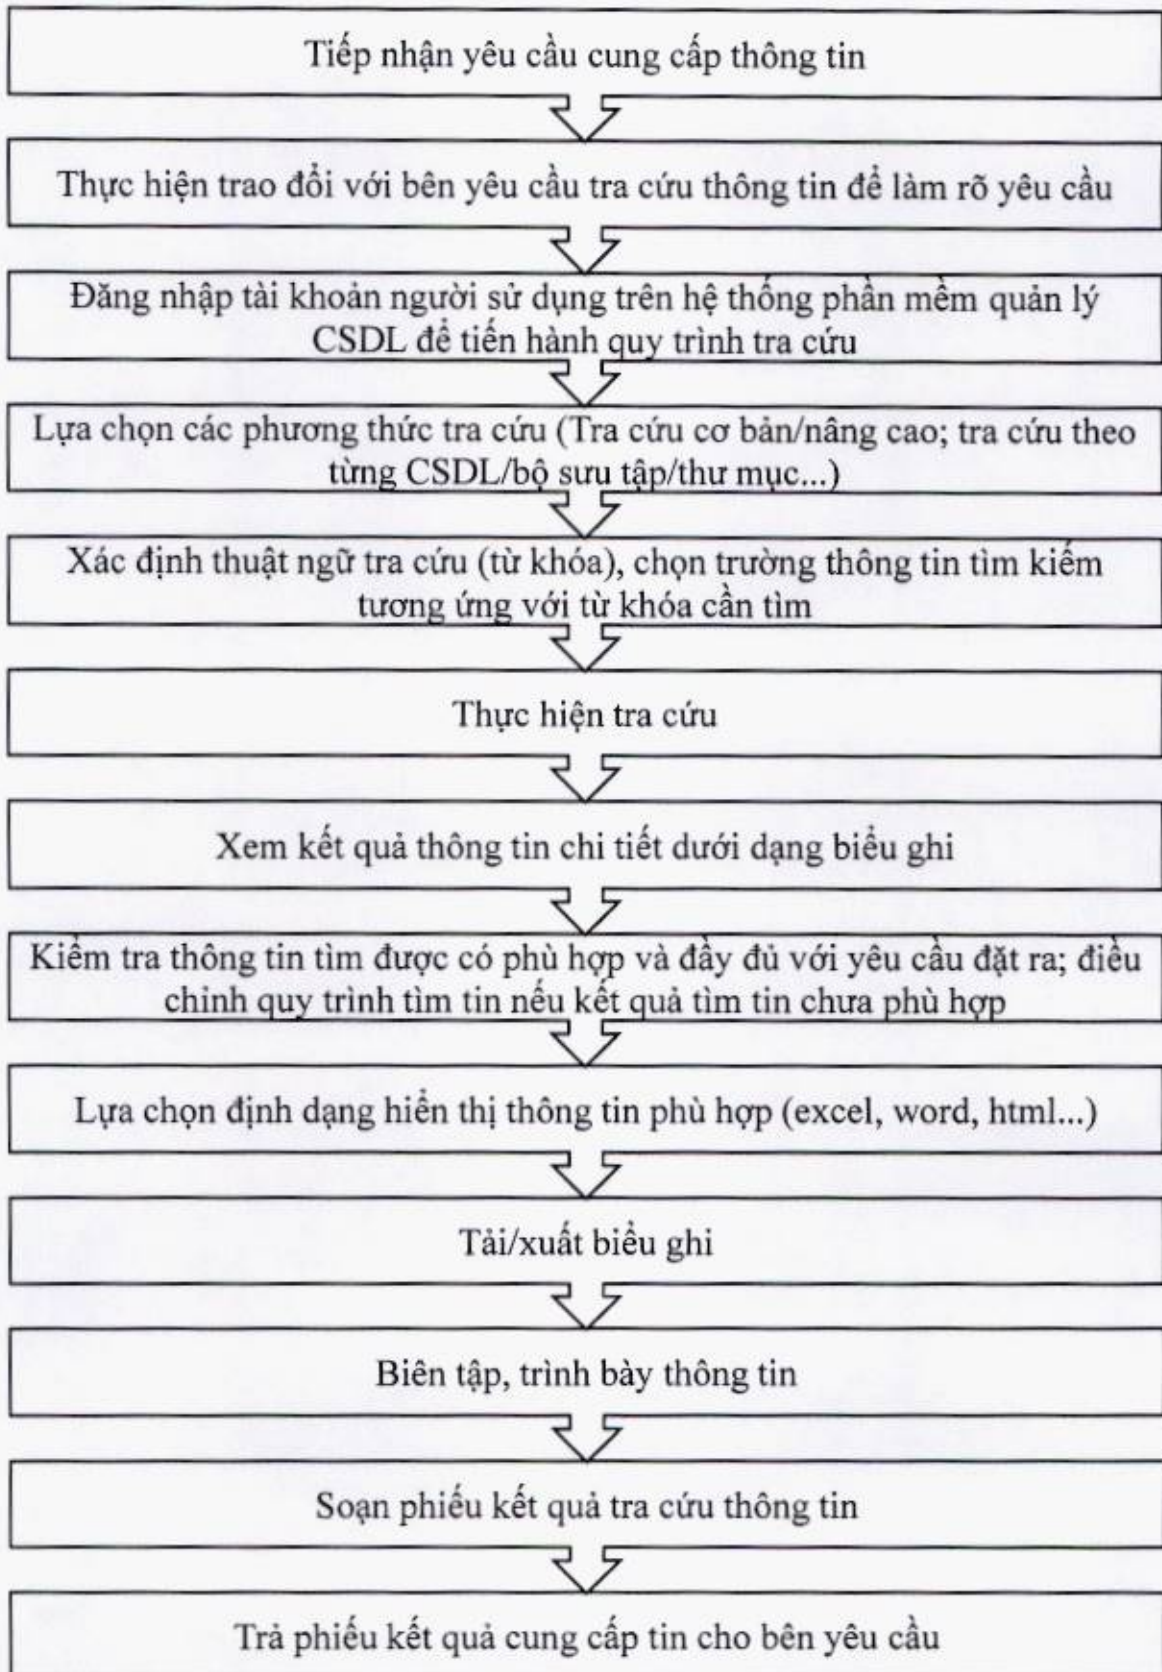 Tiếp nhận yêu cầu cung cấp thông tin
Thực hiện trao đổi với bên yêu cầu tra cứu thông tin để làm rõ yêu cầu
Đăng nhập tài khoản người sử dụng trên hệ thống phần mềm quản lý
CSDL để tiến hành quy trình tra cứu
Lựa chọn các phương thức tra cứu (Tra cứu cơ bản/nâng cao; tra cứu theo
từng CSDL/bộ sưu tập/thư mục...)
Xác định thuật ngữ tra cứu (từ khóa), chọn trường thông tin tìm kiếm
tương ứng với từ khóa cần tìm
Thực hiện tra cứu
Xem kết quả thông tin chi tiết dưới dạng biểu ghi
Kiểm tra thông tin tìm được có phù hợp và đầy đủ với yêu cầu đặt ra; điều
chỉnh quy trình tìm tin nếu kết quả tìm tin chưa phù hợp
Lựa chọn định dạng hiển thị thông tin phù hợp (excel, word, html...)
Tải/xuất biểu ghi
Biên tập, trình bày thông tin
Soạn phiếu kết quả tra cứu thông tin
Trả phiếu kết quả cung cấp tin cho bên yêu cầu